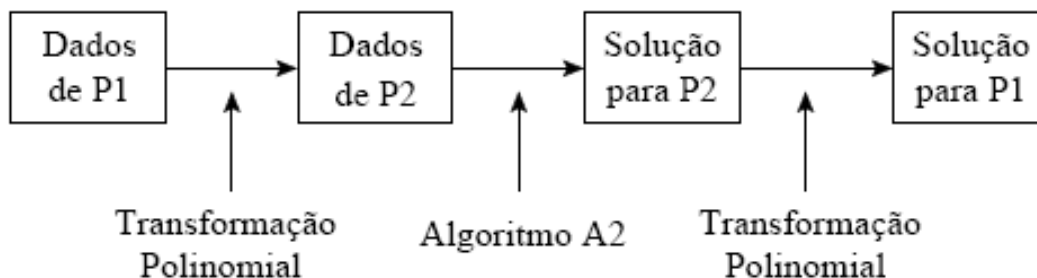 Dados
de P1
Dados
de P2
Solução
para P2
Solução
para P1
Transformação
Polinomial
Algoritmo A2
Transformação
Polinomial